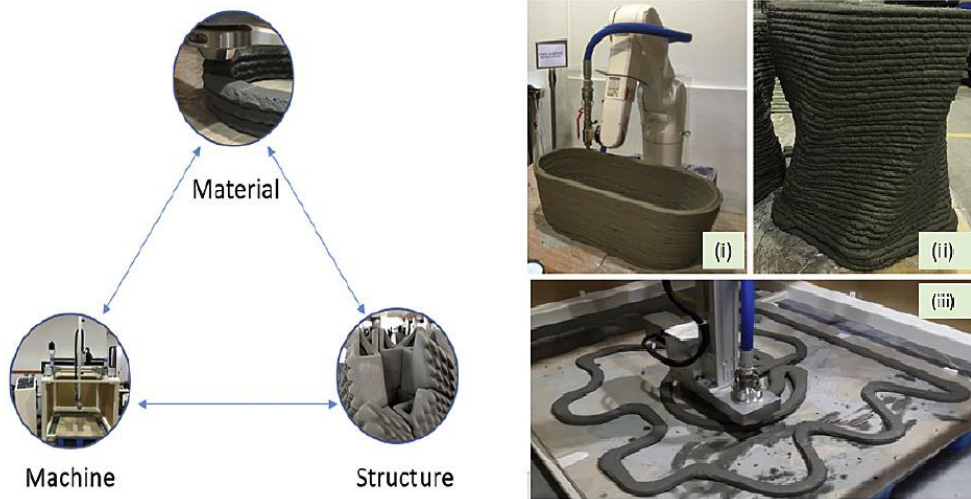 Material
Machine
Structure
(i)
(ii)
(iii)